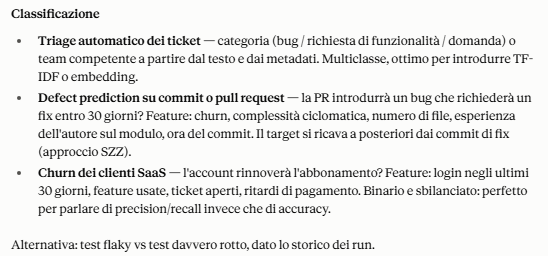 Classificazione
• Triage automatico dei ticket — categoria (bug / richiesta di funzionalità / domanda) o
team competente a partire dal testo e dai metadati. Multiclasse, ottimo per introdurre TF-
IDF o embedding.
• Defect prediction su commit o pull request — la PR introdurrà un bug che richiederà un
fix entro 30 giorni? Feature: churn, complessità ciclomatica, numero di file, esperienza
dell'autore sul modulo, ora del commit. Il target si ricava a posteriori dai commit di fix
(approccio SZZ).
• Churn dei clienti SaaS — l'account rinnoverà l'abbonamento? Feature: login negli ultimi
30 giorni, feature usate, ticket aperti, ritardi di pagamento. Binario e sbilanciato: perfetto
per parlare di precision/recall invece che di accuracy.
Alternativa: test flaky vs test davvero rotto, dato lo storico dei run.